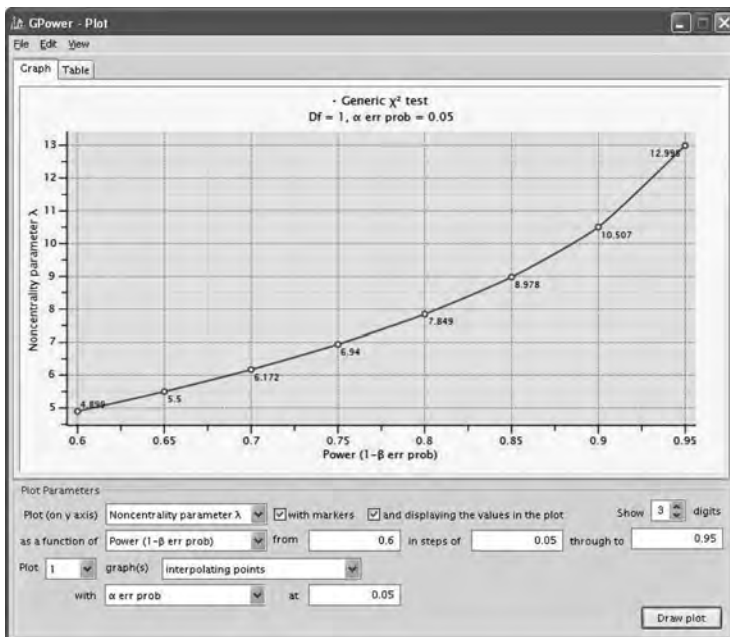 GPower - Plot
File Edit View
Graph Table
- Generic χ² test
Df = 1, α err prob = 0.05
Noncentrality parameter λ
13
12
11
10
9
8
7
6
5
4.899
5.5
6.172
6.94
7.849
8.978
10.507
12.995
0.6 0.65 0.7 0.75 0.8 0.85 0.9 0.95
Power (1-β err prob)
Plot Parameters
Plot (on y axis) Noncentrality parameter λ with markers and displaying the values in the plot Show 3 digits
as a function of Power (1-β err prob) from 0.6 in steps of 0.05 through to 0.95
Plot 1 graph(s) interpolating points
with α err prob at 0.05
Draw plot